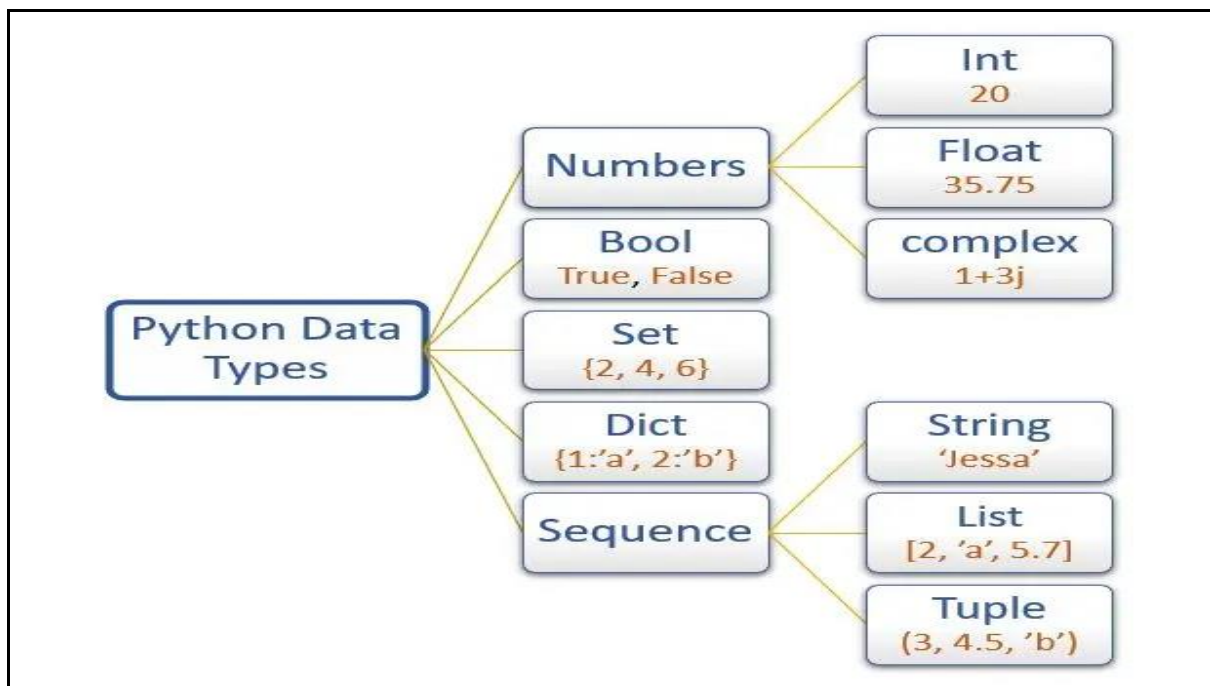 Python Data
Types
Numbers
Int
20
Float
35.75
complex
1+3j
Bool
True, False
Set
{2, 4, 6}
Dict
{1:’a’, 2:’b’}
Sequence
String
‘Jessa’
List
[2, ’a’, 5.7]
Tuple
(3, 4.5, ’b’)